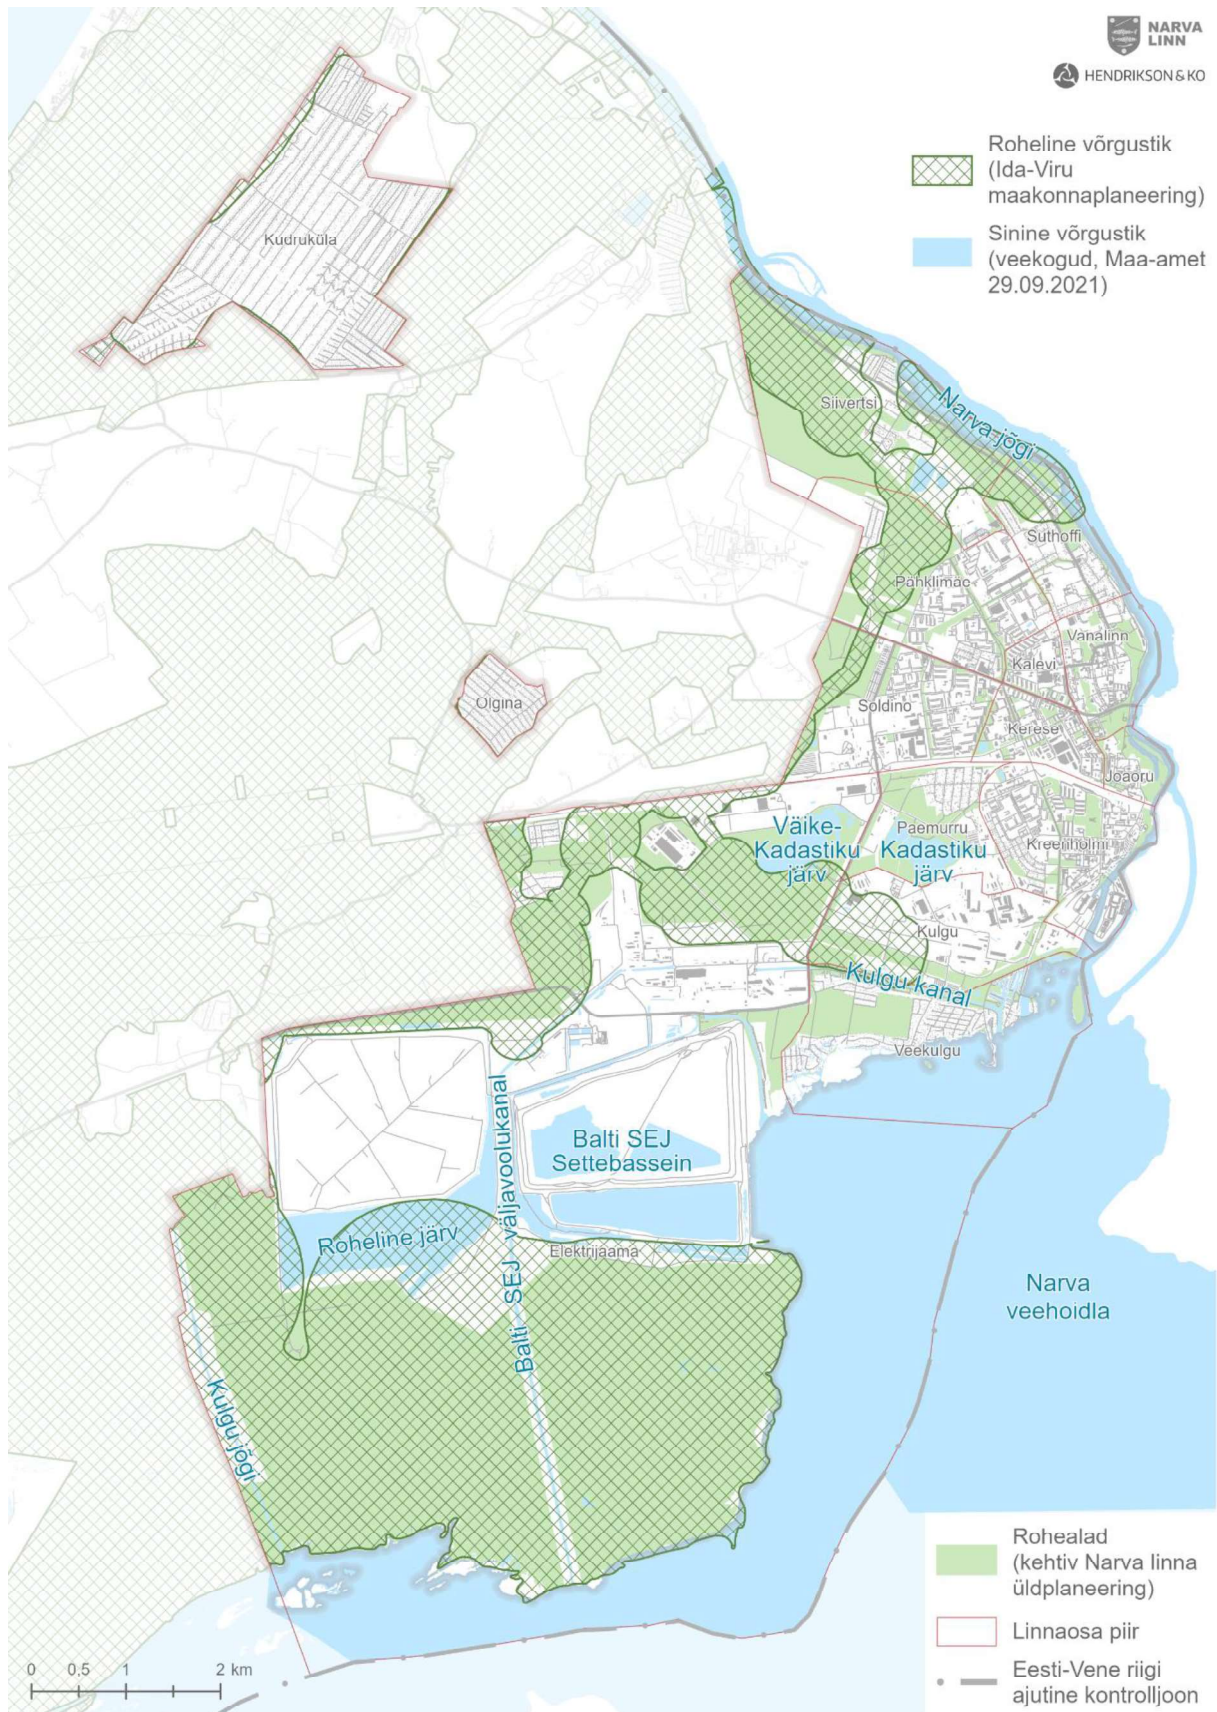 NARVA
LINN
HENDRIKSON & KO
Roheline võrgustik
(Ida-Viru
maakonnaplaneering)
Sinine võrgustik
(veekogud, Maa-amet
29.09.2021)
Kudruküla
Siivertsi
Narva jõgi
Suthoffi
Pähklimäe
Vanalinn
Kalevi
Olgina
Soldino
Kerese
Joaoru
Väike-
Kadastiku
järv
Paemurru
Kadastiku
järv
Kreenholmi
Kulgu
Kulgu kanal
Veekulgu
Balti SEJ
Settebassein
Balti SEJ väljavoolukanal
Roheline järv
Elektrijaama
Narva
veehoidla
Kulgu jõgi
Rohealad
(kehtiv Narva linna
üldplaneering)
Linnaosa piir
Eesti-Vene riigi
ajutine kontrolljoon
0 0,5 1 2 km